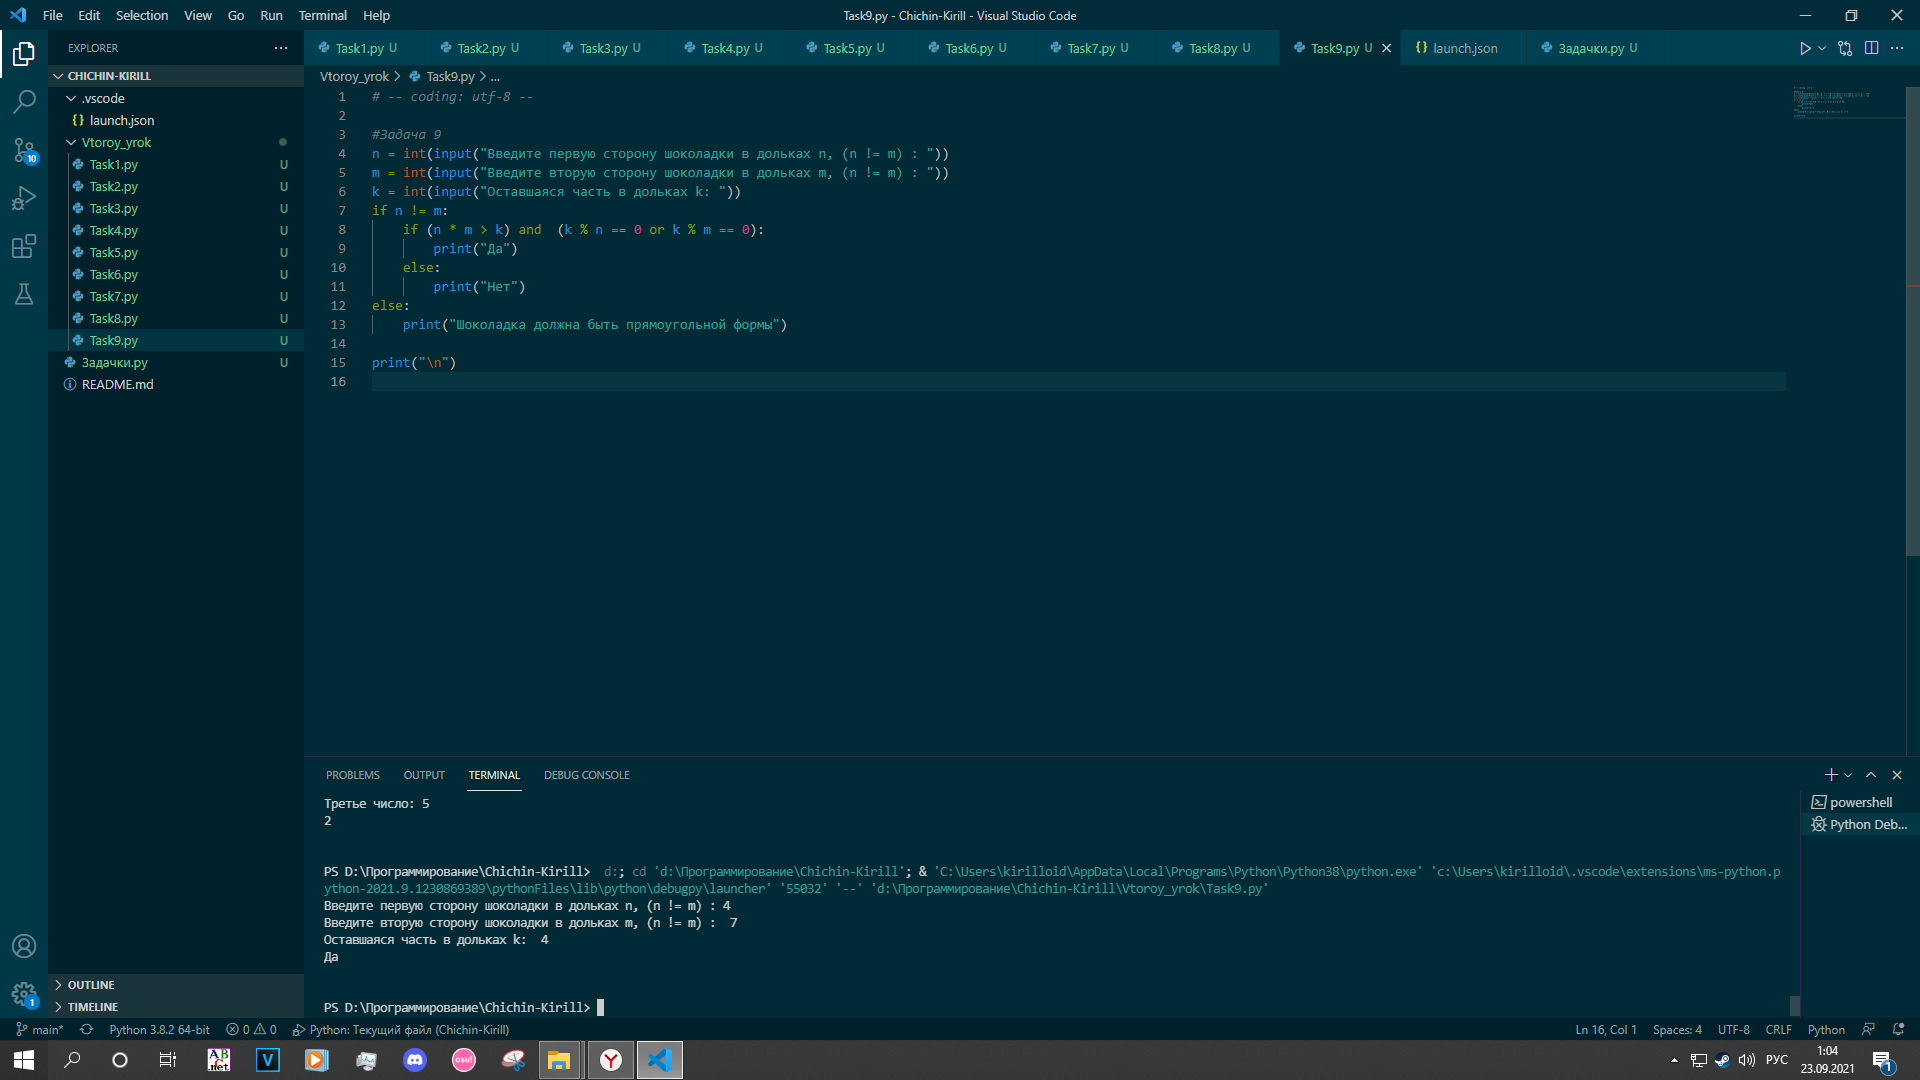 File Edit Selection View Go Run Terminal Help
Task9.py - Chichin-Kirill - Visual Studio Code
EXPLORER
CHICHIN-KIRILL
.vscode
launch.json
Vtoroy_yrok
Task1.py U
Task2.py U
Task3.py U
Task4.py U
Task5.py U
Task6.py U
Task7.py U
Task8.py U
Task9.py U
Задачки.py U
README.md
OUTLINE
TIMELINE
10
1
Task1.py U Task2.py U Task3.py U Task4.py U Task5.py U Task6.py U Task7.py U Task8.py U Task9.py U launch.json Задачки.py U
Vtoroy_yrok > Task9.py > ...
1 # -- coding: utf-8 --
2
3 #Задача 9
4 n = int(input("Введите первую сторону шоколадки в дольках n, (n != m) : "))
5 m = int(input("Введите вторую сторону шоколадки в дольках m, (n != m) : "))
6 k = int(input("Оставшаяся часть в дольках k: "))
7 if n != m:
8 if (n * m > k) and  (k % n == 0 or k % m == 0):
9 print("Да")
10 else:
11 print("Нет")
12 else:
13 print("Шоколадка должна быть прямоугольной формы")
14
15 print("\n")
16
PROBLEMS OUTPUT TERMINAL DEBUG CONSOLE
powershell
Python Deb...
Третье число: 5
2
PS D:\Программирование\Chichin-Kirill>  d:; cd 'd:\Программирование\Chichin-Kirill'; & 'C:\Users\kirilloid\AppData\Local\Programs\Python\Python38\python.exe' 'c:\Users\kirilloid\.vscode\extensions\ms-python.p
ython-2021.9.1230869389\pythonFiles\lib\python\debugpy\launcher' '55032' '--' 'd:\Программирование\Chichin-Kirill\Vtoroy_yrok\Task9.py'
Введите первую сторону шоколадки в дольках n, (n != m) : 4
Введите вторую сторону шоколадки в дольках m, (n != m) :  7
Оставшаяся часть в дольках k:  4
Да
PS D:\Программирование\Chichin-Kirill>
main* Python 3.8.2 64-bit 0 0 Python: Текущий файл (Chichin-Kirill)
Ln 16, Col 1 Spaces: 4 UTF-8 CRLF Python
AB .net V osu! Y
РУС
1:04
23.09.2021
1